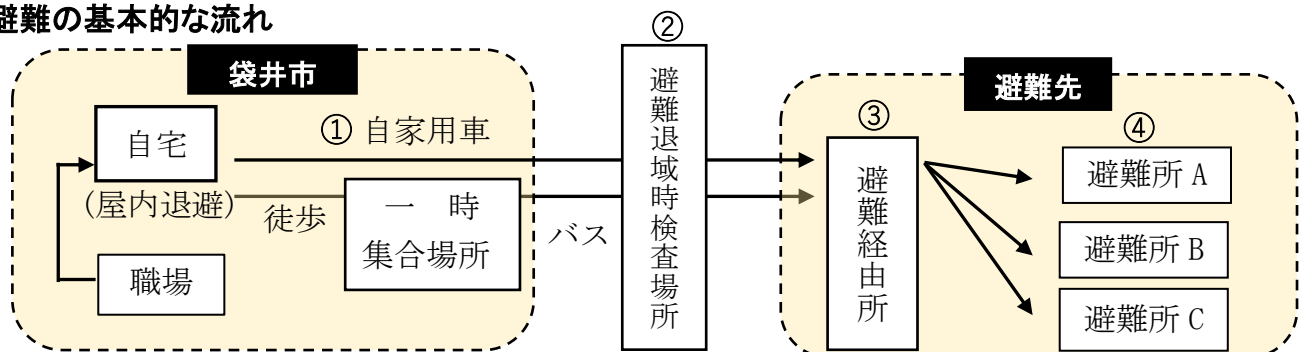 避難の基本的な流れ
袋井市
自宅
(屋内退避)
職場
① 自家用車
徒歩
一 時
集合場所
バス
②
避難退域時検査場所
避難先
③
避難経由所
④
避難所 A
避難所 B
避難所 C